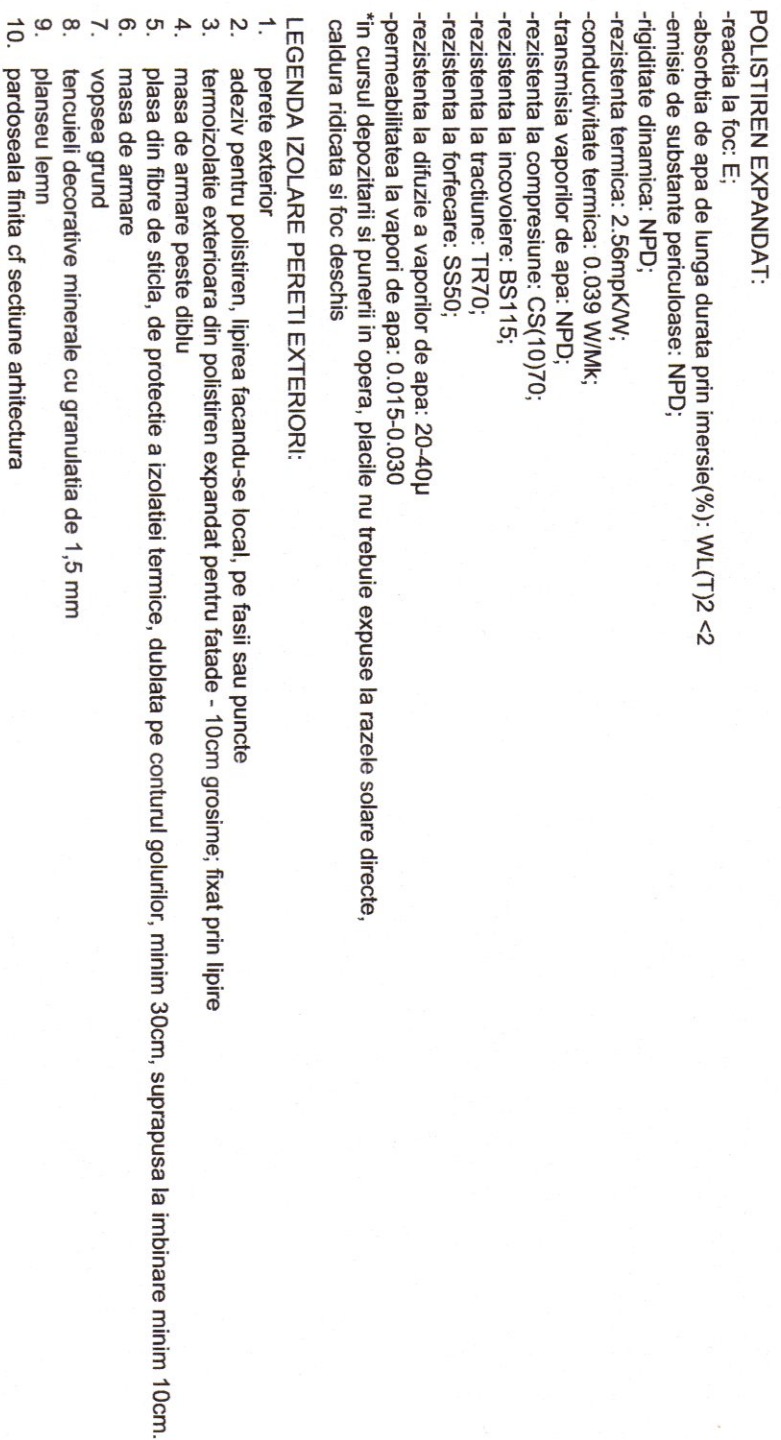 POLISTIREN EXPANDAT:
-reactia la foc: E;
-absorbtia de apa de lunga durata prin imersie(%): WL(T)2 <2
-emisie de substante periculoase: NPD;
-rigiditate dinamica: NPD;
-rezistenta termica: 2.56mpK/W;
-conductivitate termica: 0.039 W/Mk;
-transmisia vaporilor de apa: NPD;
-rezistenta la compresiune: CS(10)70;
-rezistenta la incovoiere: BS115;
-rezistenta la tractiune: TR70;
-rezistenta la forfecare: SS50;
-rezistenta la difuzie a vaporilor de apa: 20-40µ
-permeabilitatea la vapori de apa: 0.015-0.030
*in cursul depozitarii si punerii in opera, placile nu trebuie expuse la razele solare directe,
caldura ridicata si foc deschis
LEGENDA IZOLARE PERETI EXTERIORI:
1. perete exterior
2. adeziv pentru polistiren, lipirea facandu-se local, pe fasii sau puncte
3. termoizolatie exterioara din polistiren expandat pentru fatade - 10cm grosime; fixat prin lipire
4. masa de armare peste diblu
5. plasa din fibre de sticla, de protectie a izolatiei termice, dublata pe conturul golurilor, minim 30cm, suprapusa la imbinare minim 10cm.
6. masa de armare
7. vopsea grund
8. tencuieli decorative minerale cu granulatia de 1,5 mm
9. planseu lemn
10. pardoseala finita cf sectiune arhitectura